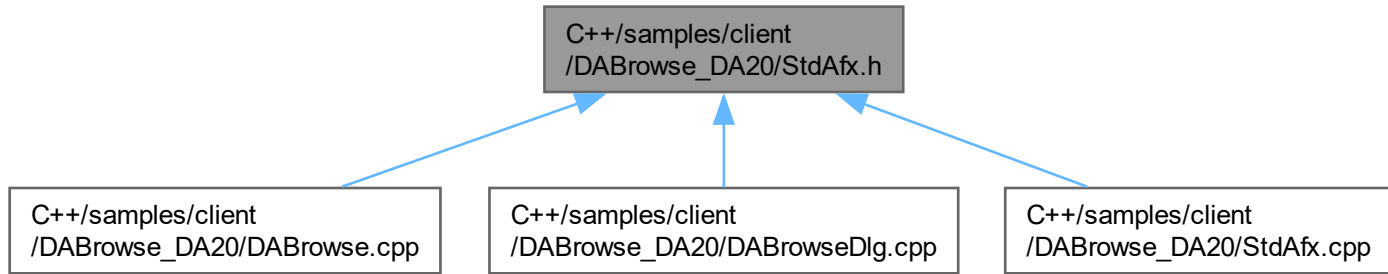 C++/samples/client
/DABrowse_DA20/StdAfx.h
C++/samples/client
/DABrowse_DA20/DABrowse.cpp
C++/samples/client
/DABrowse_DA20/DABrowseDlg.cpp
C++/samples/client
/DABrowse_DA20/StdAfx.cpp